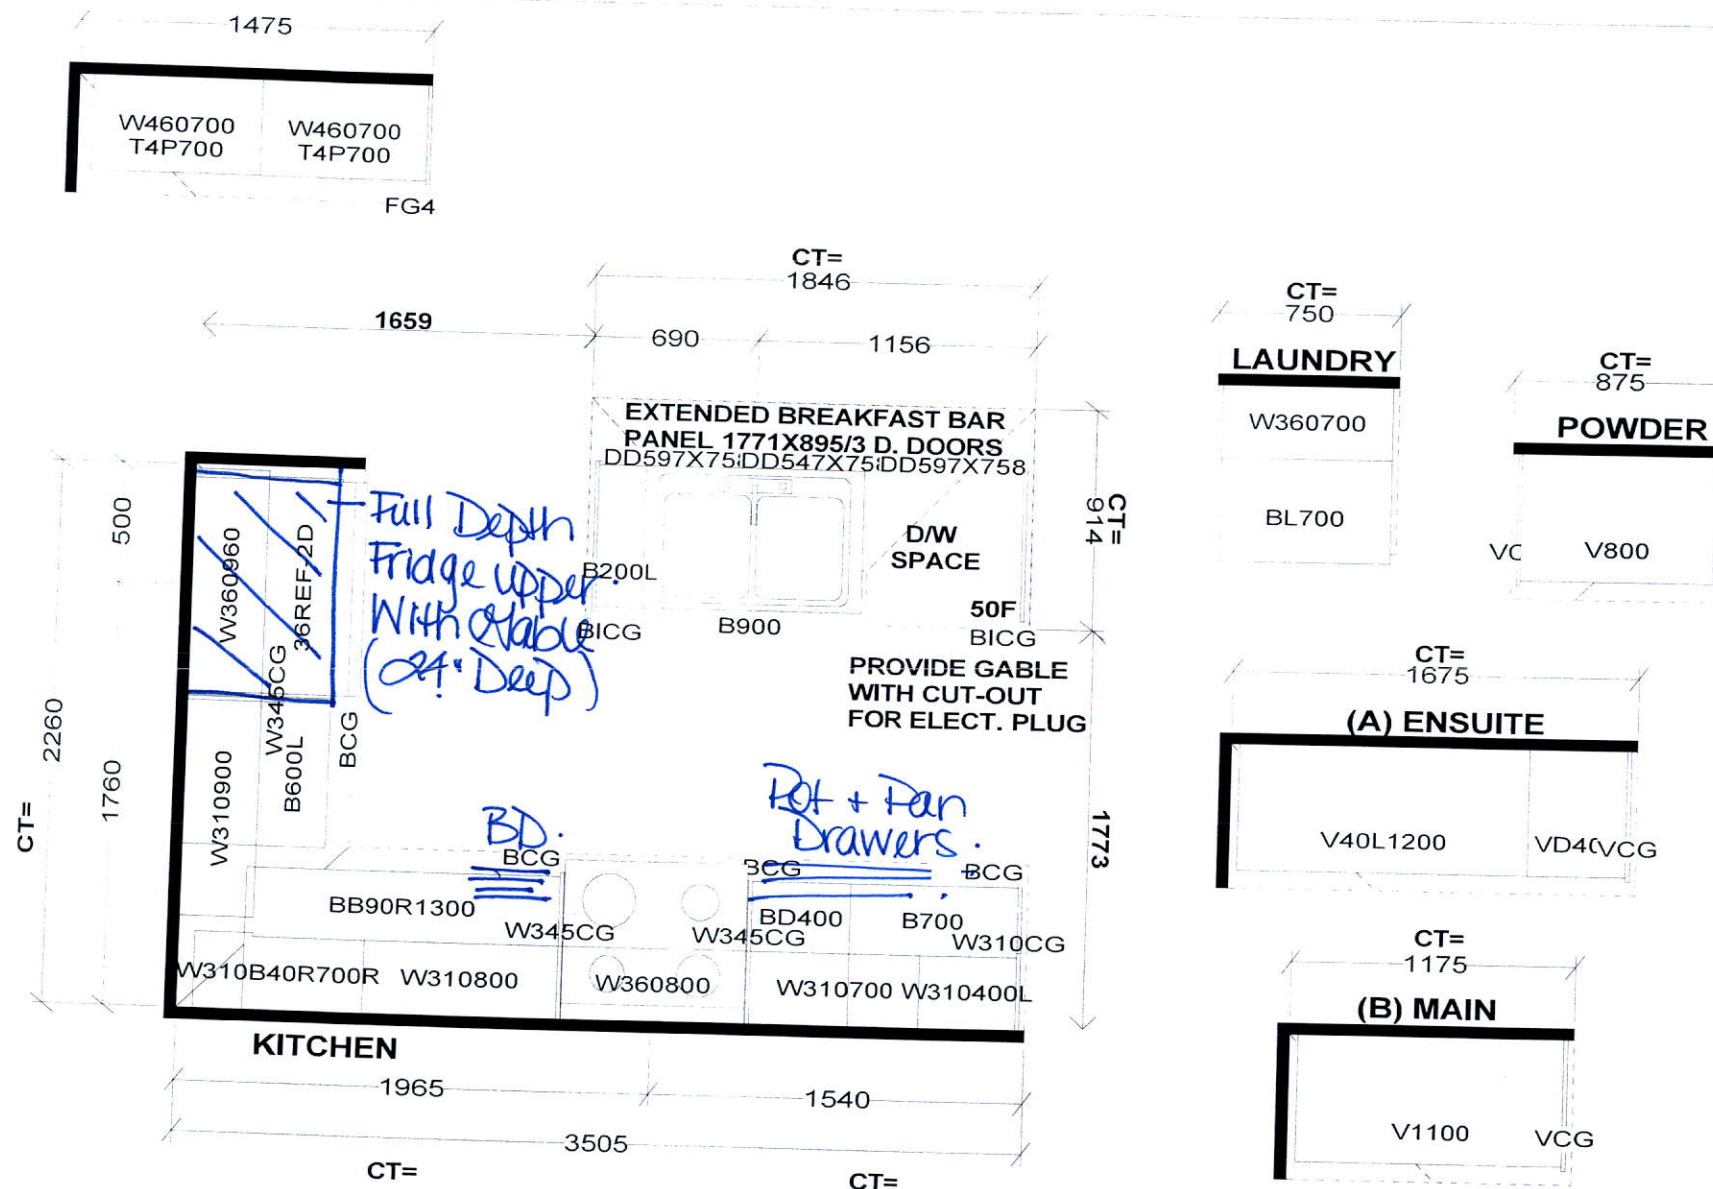 1475
W460700
T4P700
W460700
T4P700
FG4
CT=
1846
1659
690
1156
EXTENDED BREAKFAST BAR
PANEL 1771X895/3 D. DOORS
DD597X758
DD547X758
DD597X758
D/W
SPACE
B200L
BICG
B900
50F
BICG
PROVIDE GABLE
WITH CUT-OUT
FOR ELECT. PLUG
CT=
914
1773
500
2260
1760
CT=
W360960
36REF-2D
Full Depth
Fridge upper.
With Gable
(24" Deep)
W345CG
B600L
BCG
W310900
BD.
Pot + Pan
Drawers.
BCG
BCG
BCG
BB90R1300
W345CG
W345CG
BD400
B700
W310CG
W310B40R700R
W310800
W360800
W310700
W310400L
KITCHEN
1965
1540
3505
CT=
CT=
CT=
750
LAUNDRY
W360700
BL700
CT=
875
POWDER
VC
V800
CT=
1675
(A) ENSUITE
V40L1200
VD40
VCG
CT=
1175
(B) MAIN
V1100
VCG